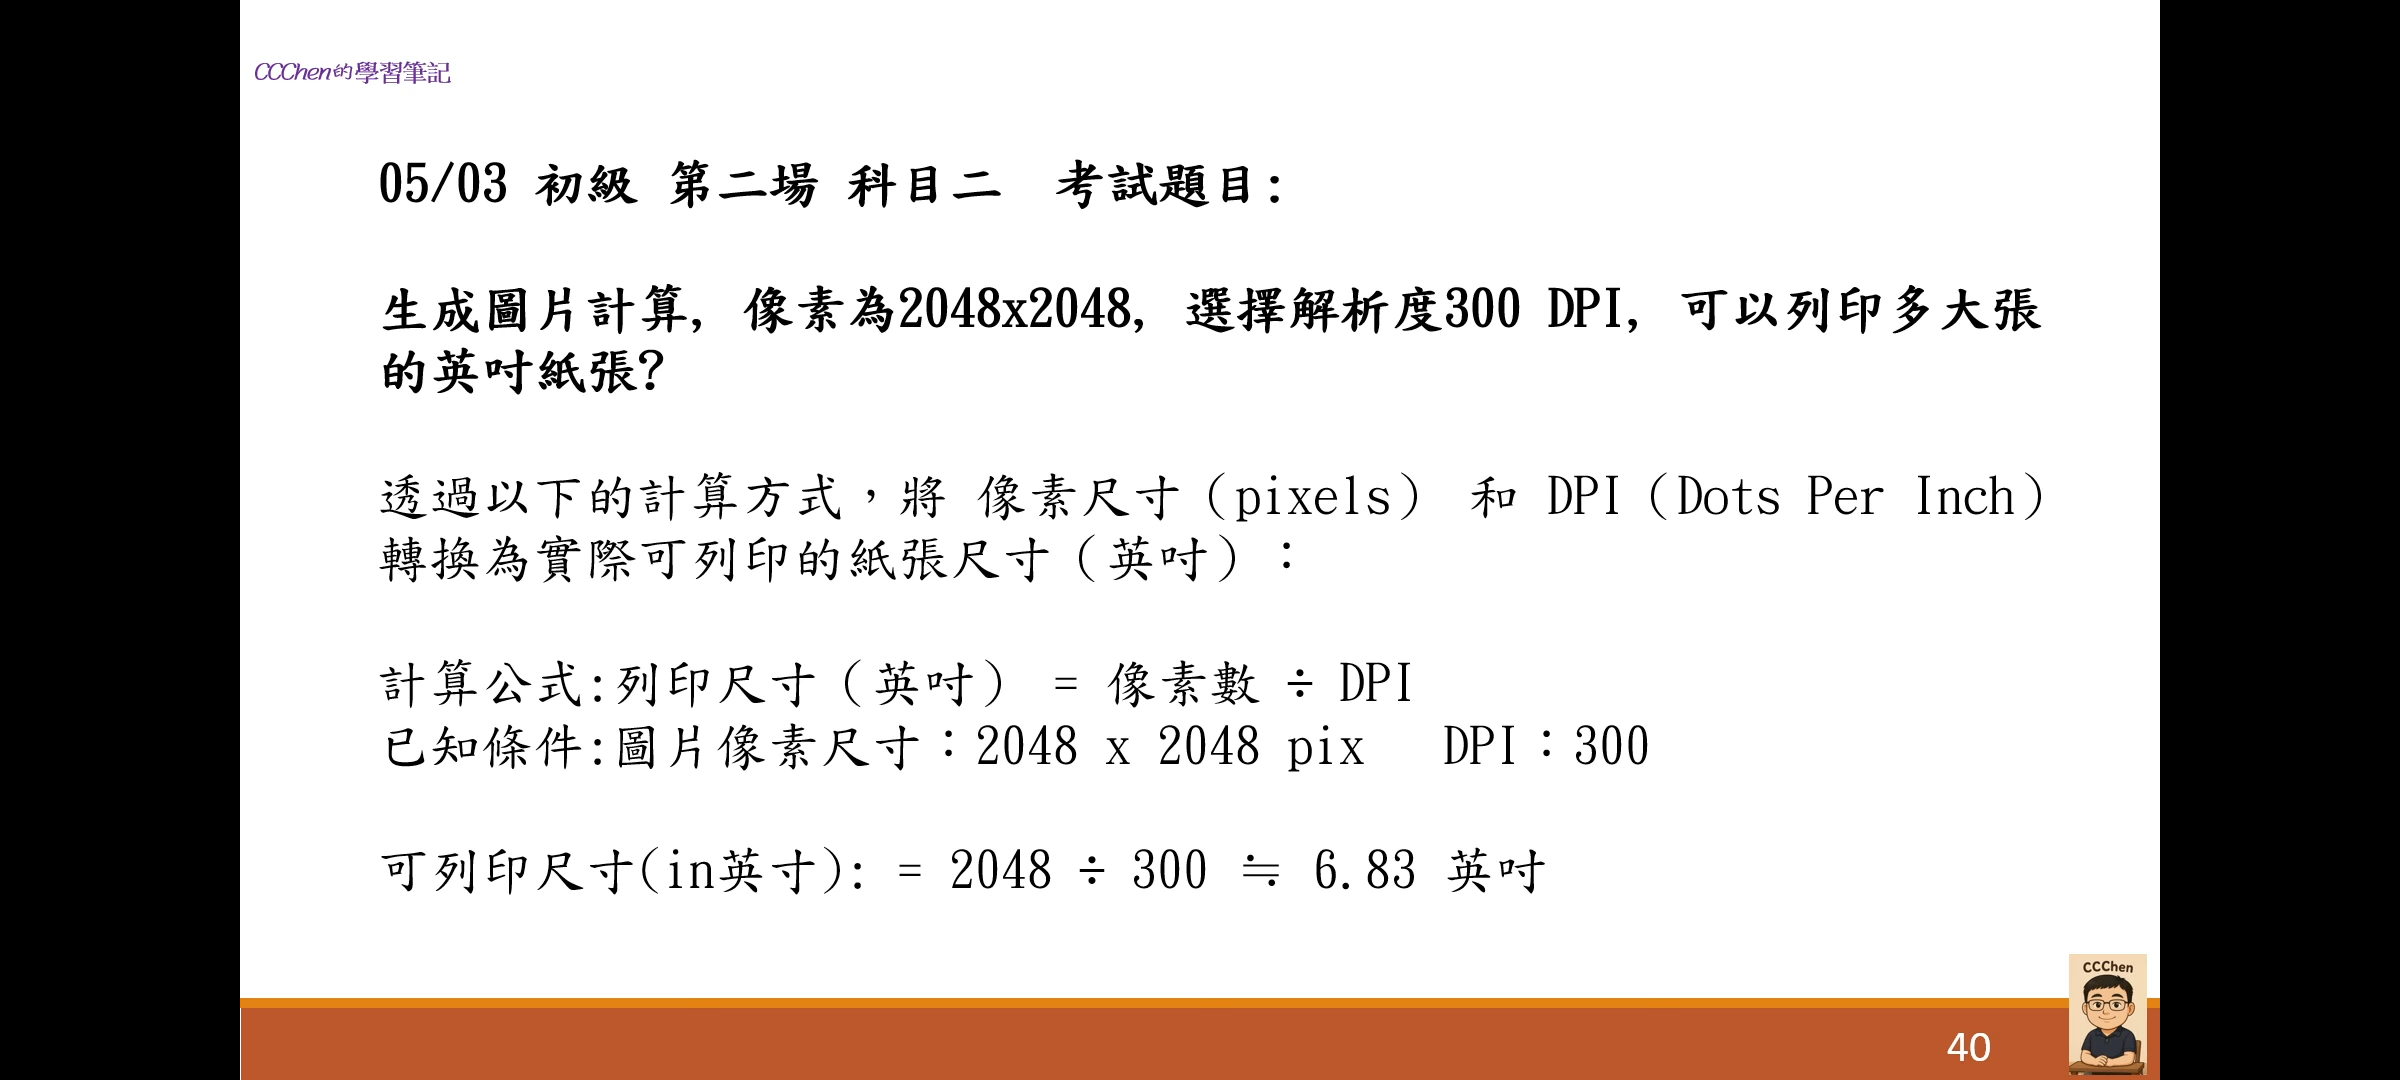 CCChen的學習筆記
05/03 初級 第二場 科目二  考試題目:
生成圖片計算, 像素為2048x2048, 選擇解析度300 DPI, 可以列印多大張
的英吋紙張?
透過以下的計算方式，將 像素尺寸（pixels） 和 DPI（Dots Per Inch）
轉換為實際可列印的紙張尺寸（英吋）：
計算公式:列印尺寸（英吋） = 像素數 ÷ DPI
已知條件:圖片像素尺寸：2048 x 2048 pix   DPI：300
可列印尺寸(in英寸): = 2048 ÷ 300 ≒ 6.83 英吋
CCChen
40